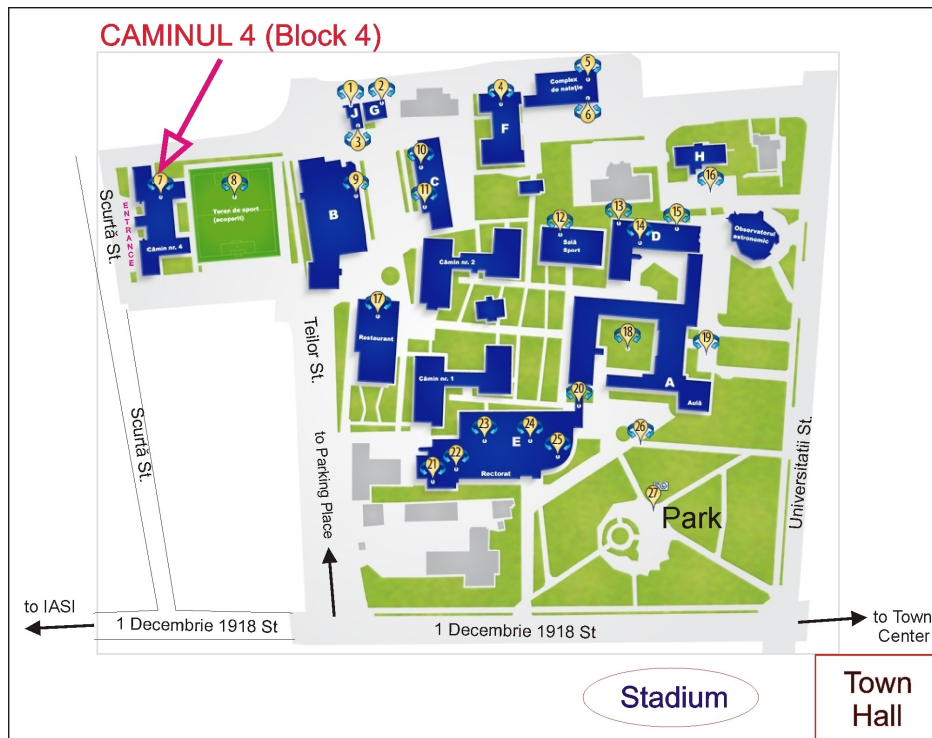 CAMINUL 4 (Block 4)
1
2
J
G
3
4
F
5
Complex
de natație
6
7
Cămin nr. 4
ENTRANCE
Scurtă St.
8
Teren de sport
(acoperit)
9
B
10
11
C
H
16
12
Sală
Sport
13
14
D
15
Observatorul
astronomic
Cămin nr. 2
17
Restaurant
Teilor St.
18
19
A
Aulă
Cămin nr. 1
20
23
24
E
25
21
22
Rectorat
26
27
Park
Universitatii St.
Scurtă St.
to Parking Place
to IASI
1 Decembrie 1918 St
1 Decembrie 1918 St
to Town
Center
Stadium
Town
Hall